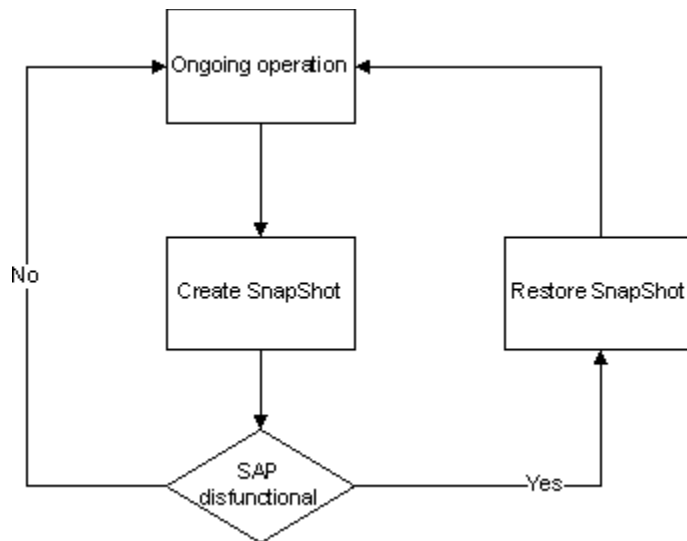 Ongoing operation
No
Create SnapShot
Restore SnapShot
SAP
disfunctional
Yes